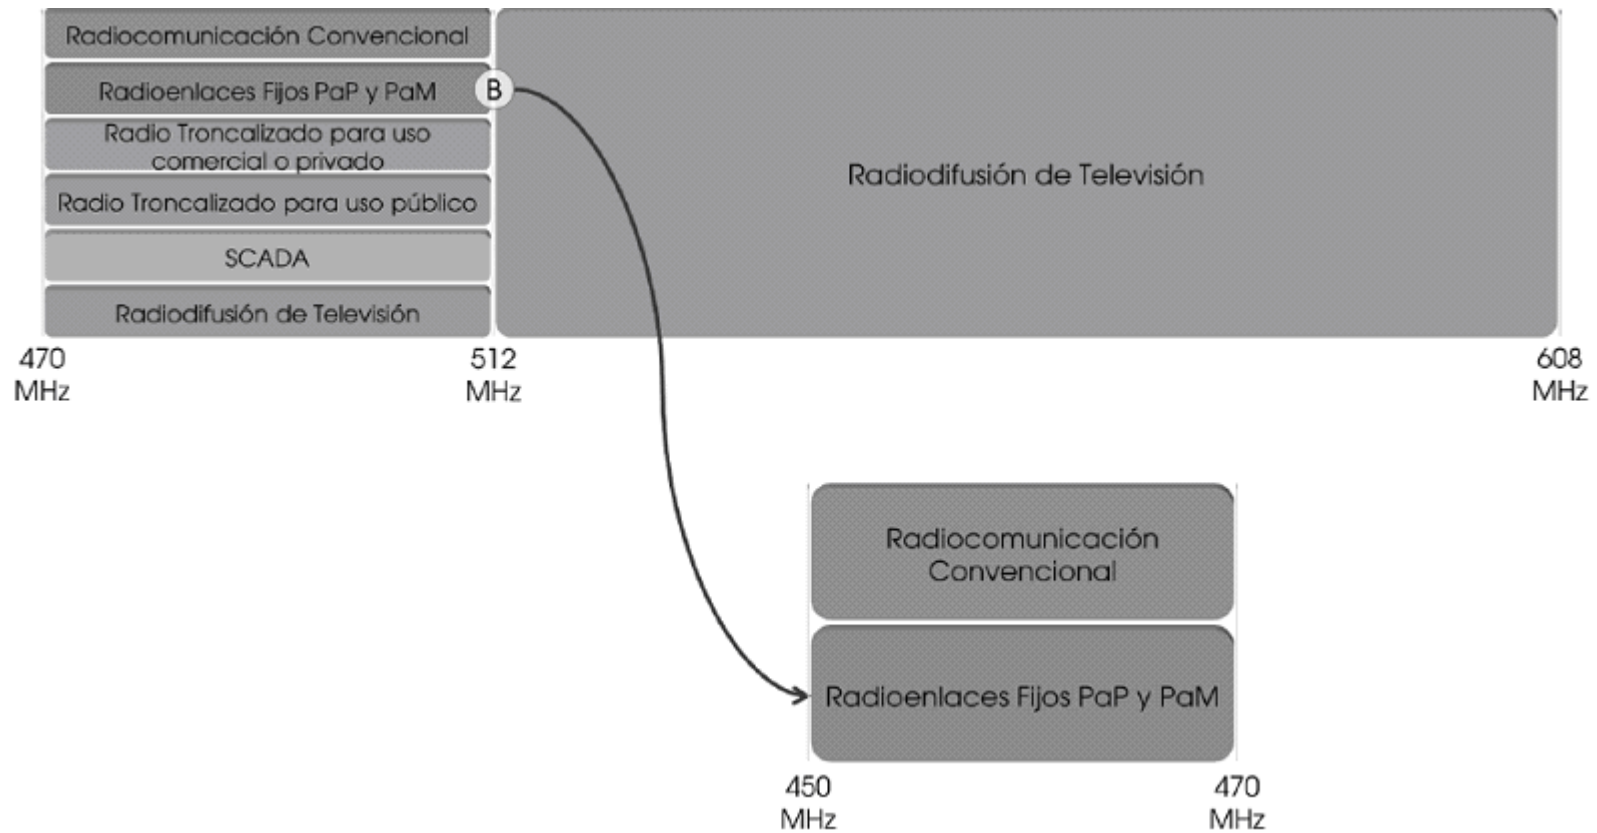 Radiocomunicación Convencional
Radioenlaces Fijos PaP y PaM
B
Radio Troncalizado para uso
comercial o privado
Radio Troncalizado para uso público
SCADA
Radiodifusión de Televisión
Radiodifusión de Televisión
470
MHz
512
MHz
608
MHz
Radiocomunicación
Convencional
Radioenlaces Fijos PaP y PaM
450
MHz
470
MHz